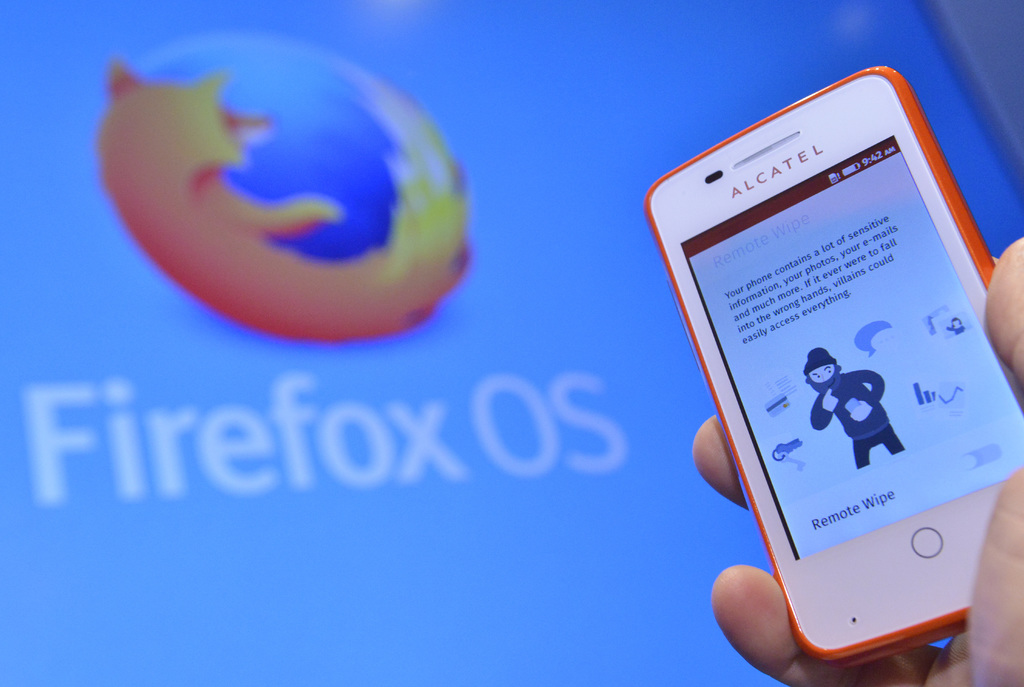 Firefox OS
ALCATEL
9:42 AM
Remote Wipe
Your phone contains a lot of sensitive
information, your photos, your e-mails
and much more. If it ever were to fall
into the wrong hands, villains could
easily access everything.
Remote Wipe